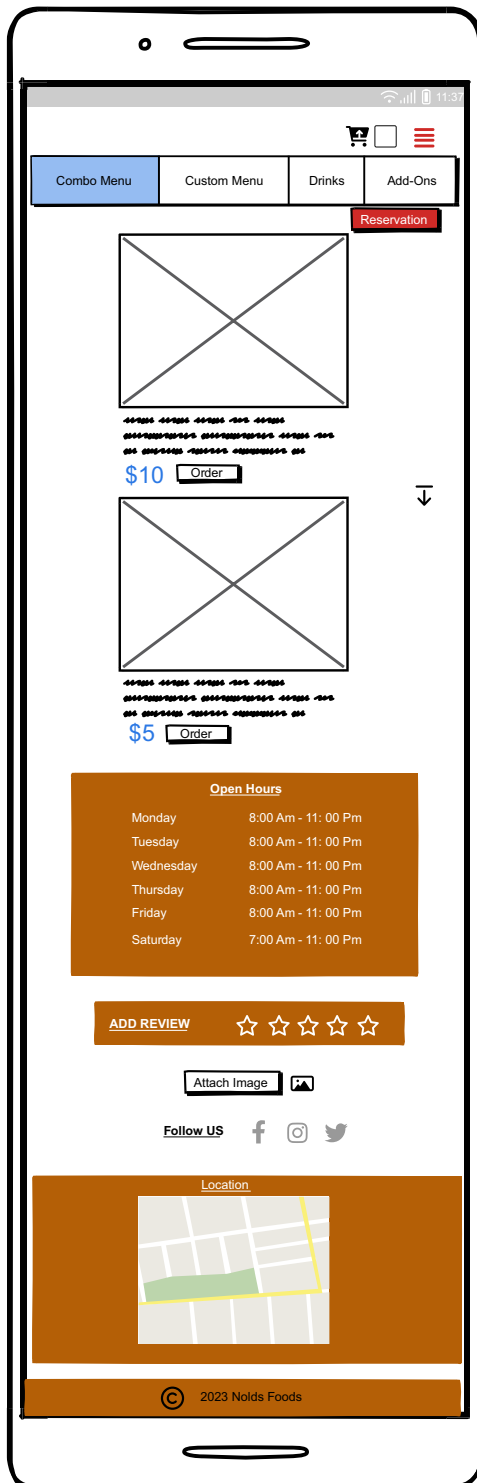 11:37
Combo Menu Custom Menu Drinks Add-Ons
Reservation
$10 Order
$5 Order
Open Hours
Monday 8:00 Am - 11: 00 Pm
Tuesday 8:00 Am - 11: 00 Pm
Wednesday 8:00 Am - 11: 00 Pm
Thursday 8:00 Am - 11: 00 Pm
Friday 8:00 Am - 11: 00 Pm
Saturday 7:00 Am - 11: 00 Pm
ADD REVIEW
Attach Image
Follow US
Location
© 2023 Nolds Foods